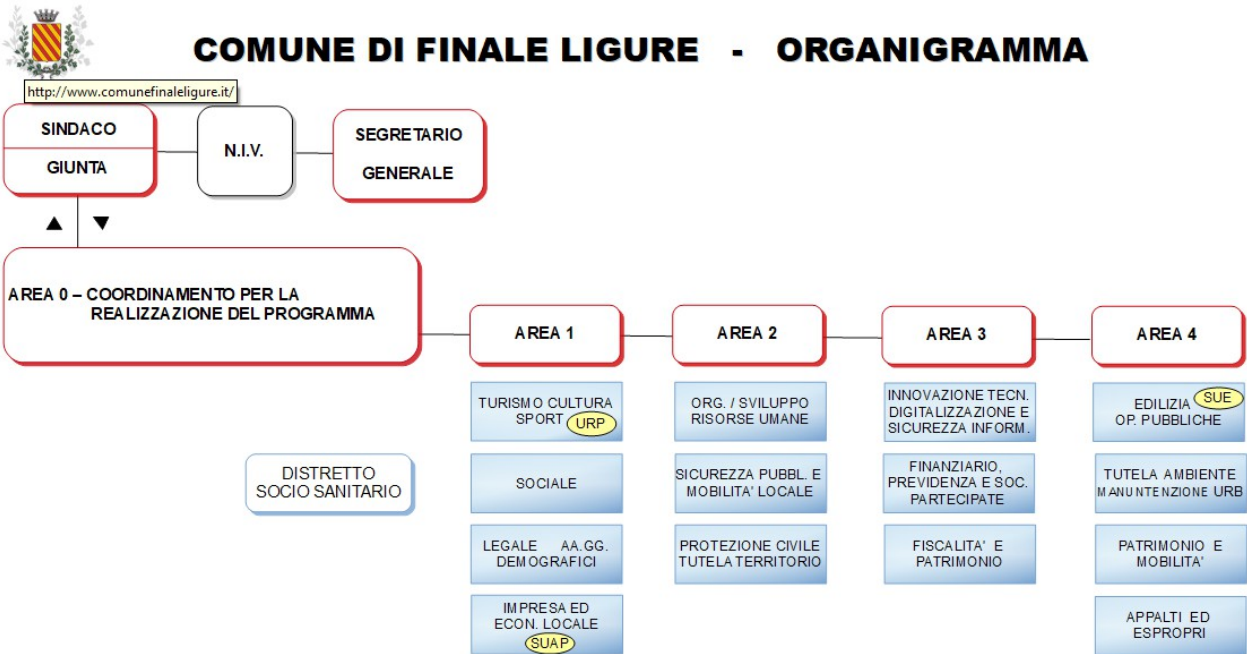 COMUNE DI FINALE LIGURE - ORGANIGRAMMA
http://www.comunefinaleligure.it/
SINDACO
GIUNTA
N.I.V.
SEGRETARIO
GENERALE
AREA 0 – COORDINAMENTO PER LA
REALIZZAZIONE DEL PROGRAMMA
AREA 1
AREA 2
AREA 3
AREA 4
TURISMO CULTURA
SPORT
URP
ORG. / SVILUPPO
RISORSE UMANE
INNOVAZIONE TECN.
DIGITALIZZAZIONE E
SICUREZZA INFORM.
EDILIZIA
SUE
OP. PUBBLICHE
DISTRETTO
SOCIO SANITARIO
SOCIALE
SICUREZZA PUBBL. E
MOBILITA' LOCALE
FINANZIARIO,
PREVIDENZA E SOC.
PARTECIPATE
TUTELA AMBIENTE
MANUNTENZIONE URB
LEGALE AA.GG.
DEMOGRAFICI
PROTEZIONE CIVILE
TUTELA TERRITORIO
FISCALITA' E
PATRIMONIO
PATRIMONIO E
MOBILITA'
IMPRESA ED
ECON. LOCALE
SUAP
APPALTI ED
ESPROPRI